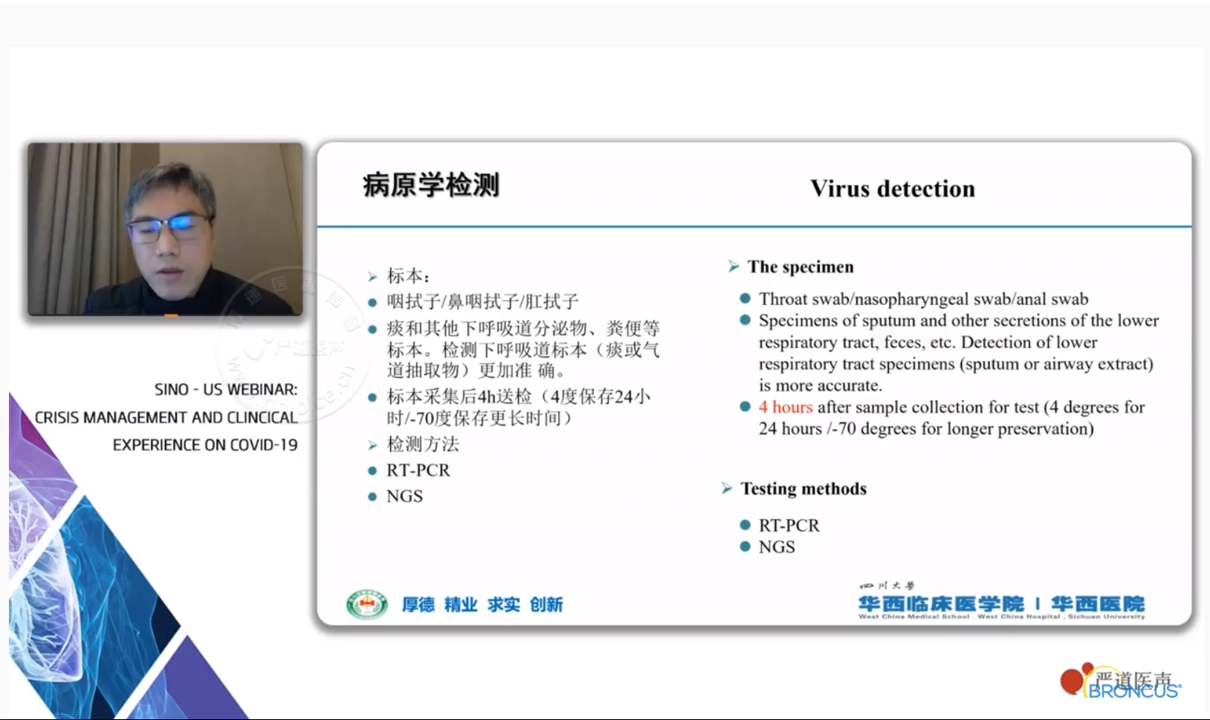 病原学检测
Virus detection
标本：
咽拭子/鼻咽拭子/肛拭子
痰和其他下呼吸道分泌物、粪便等
标本。检测下呼吸道标本（痰或气
道抽取物）更加准 确。
标本采集后4h送检（4度保存24小
时/-70度保存更长时间）
检测方法
RT-PCR
NGS
The specimen
Throat swab/nasopharyngeal swab/anal swab
Specimens of sputum and other secretions of the lower
respiratory tract, feces, etc. Detection of lower
respiratory tract specimens (sputum or airway extract)
is more accurate.
4 hours after sample collection for test (4 degrees for
24 hours /-70 degrees for longer preservation)
Testing methods
RT-PCR
NGS
SINO - US WEBINAR:
CRISIS MANAGEMENT AND CLINCICAL
EXPERIENCE ON COVID-19
厚德 精业 求实 创新
四川大学
华西临床医学院 | 华西医院
West China Medical School . West China Hospital , Sichuan University
严道医声
BRONCUS®